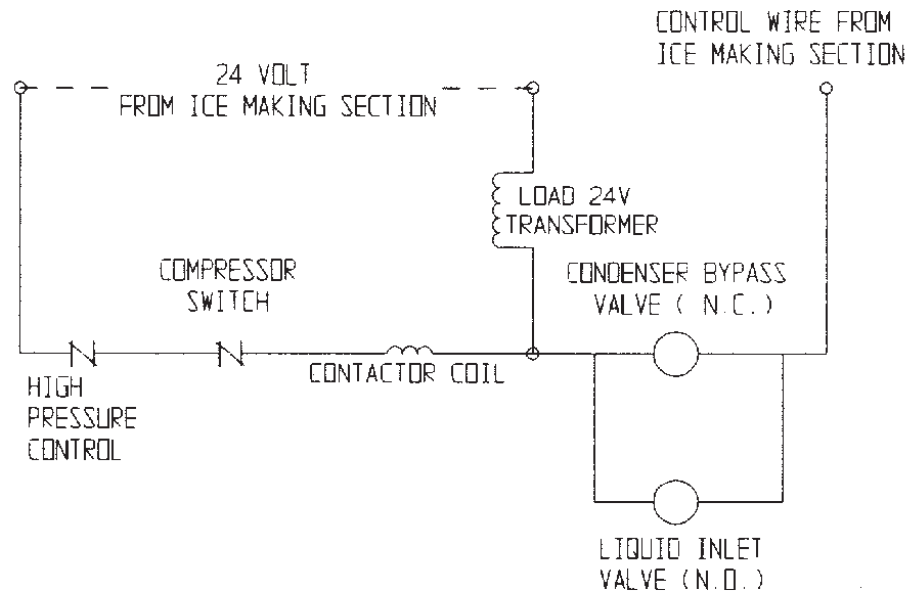 CONTROL WIRE FROM
ICE MAKING SECTION
24 VOLT
FROM ICE MAKING SECTION
LOAD 24V
TRANSFORMER
COMPRESSOR
SWITCH
CONDENSER BYPASS
VALVE ( N.C.)
CONTACTOR COIL
HIGH
PRESSURE
CONTROL
LIQUID INLET
VALVE (N.O.)